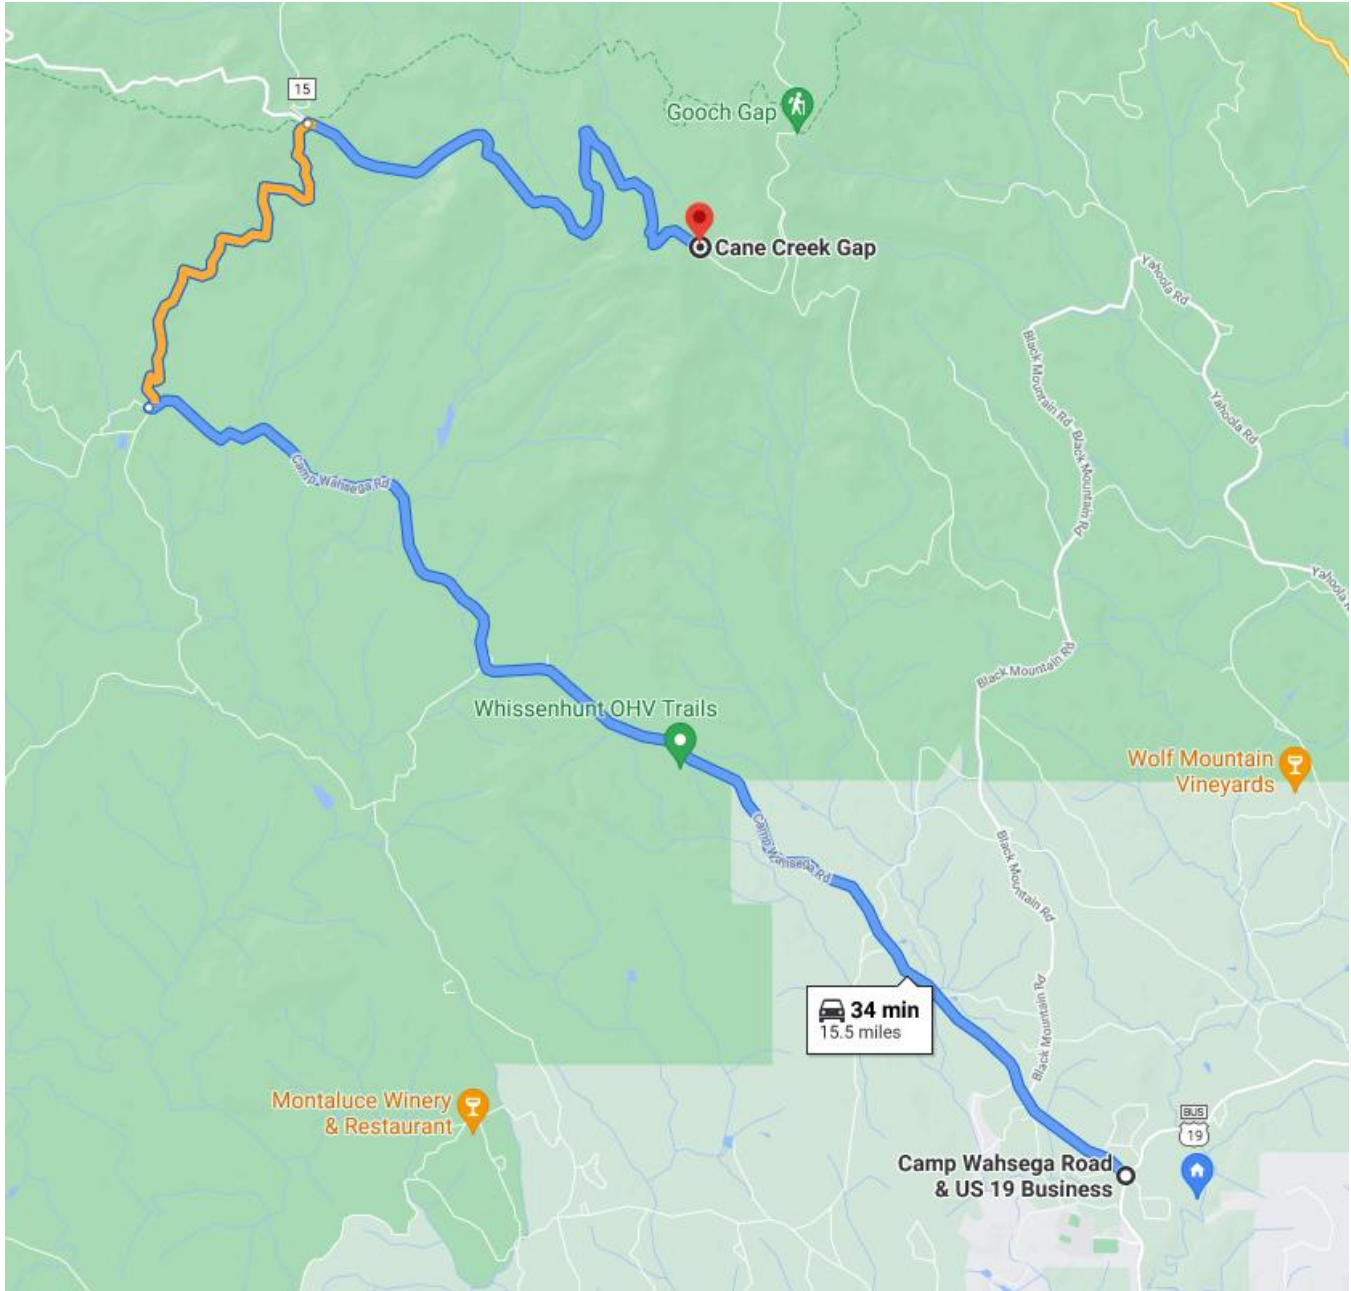 15
Gooch Gap
Cane Creek Gap
Yahoola Rd
Black Mountain Rd
Black Mountain Rd
Yahoola Rd
Camp Wahsega Rd
Yahoola R
Black Mountain Rd
Whissenhunt OHV Trails
Wolf Mountain
Vineyards
Camp Wahsega Rd
Black Mountain Rd
34 min
15.5 miles
Black Mountain Rd
Montaluce Winery
& Restaurant
BUS
19
Camp Wahsega Road
& US 19 Business